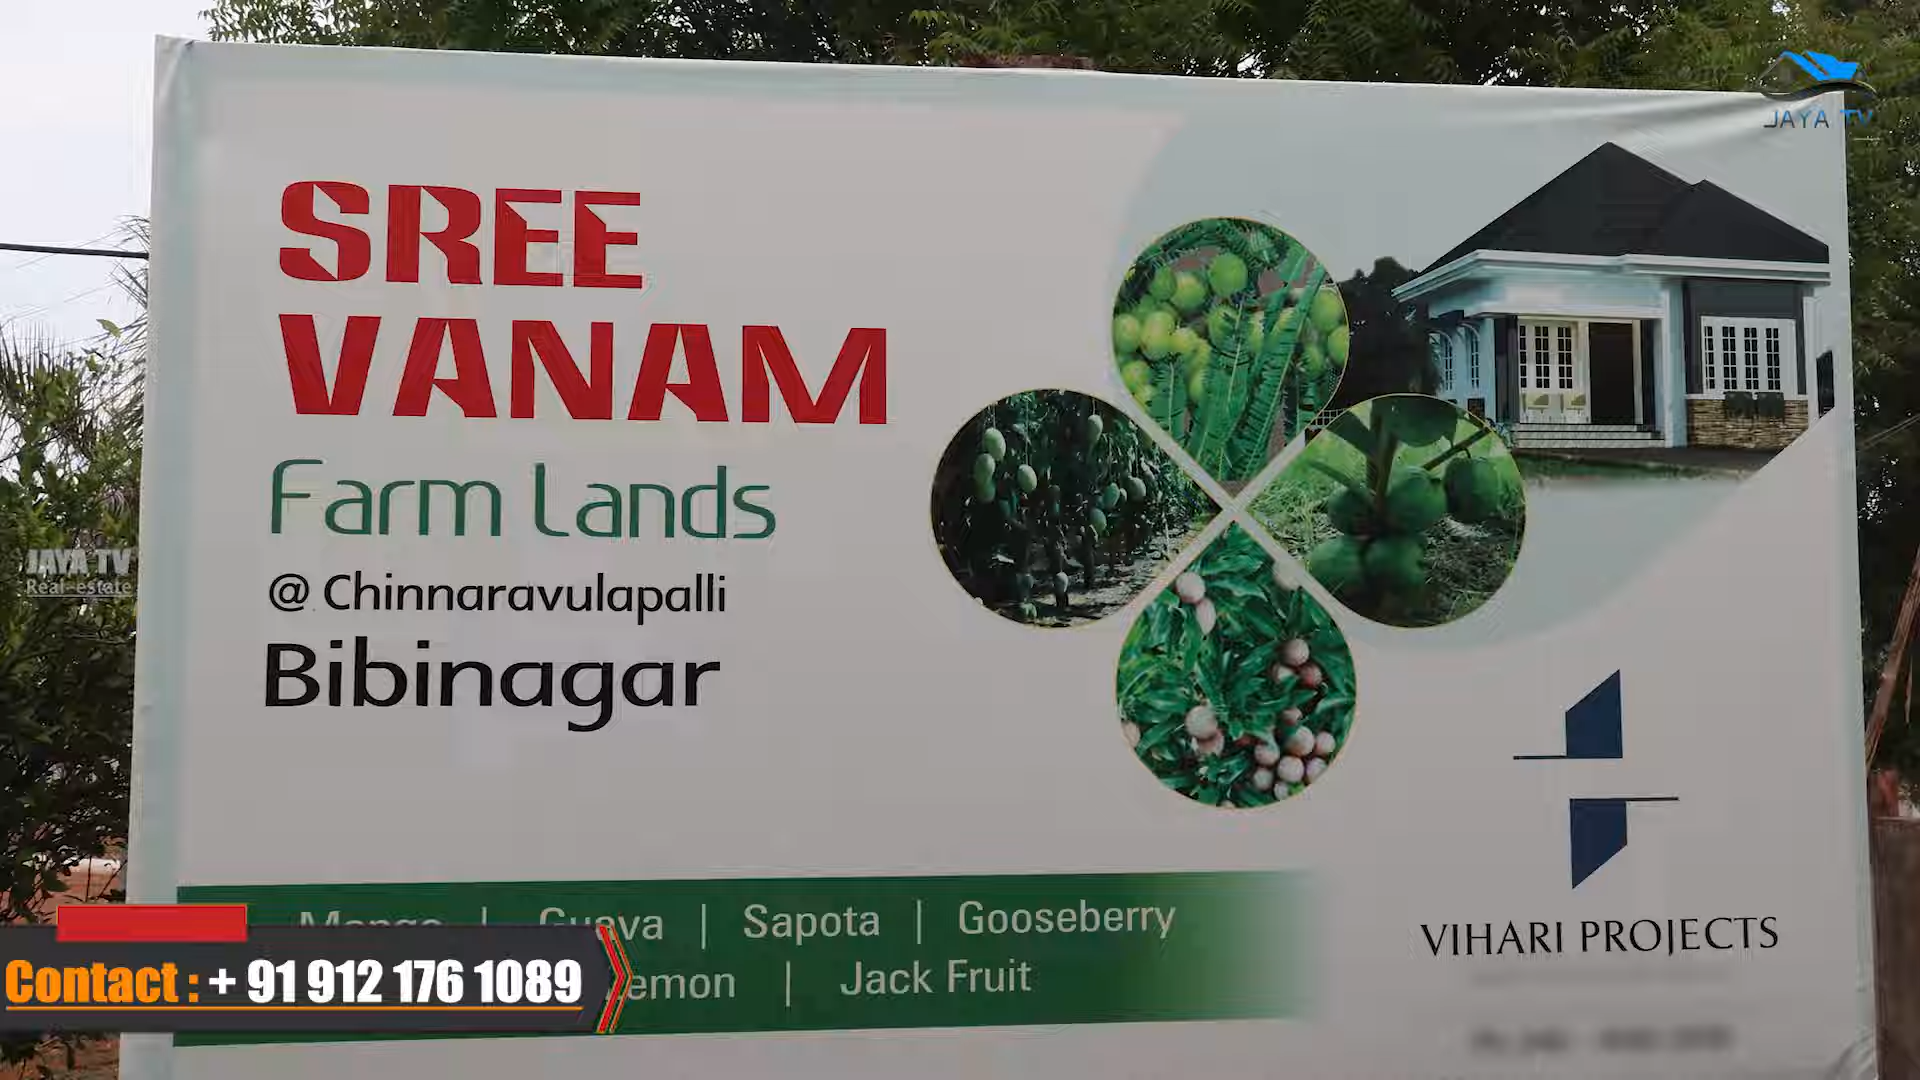 JAYA TV
SREE
VANAM
Farm Lands
@ Chinnaravulapalli
Bibinagar
JAYA TV
Real-estate
Mango | Guava | Sapota | Gooseberry
| Jack Fruit
VIHARI PROJECTS
Contact : + 91 912 176 1089